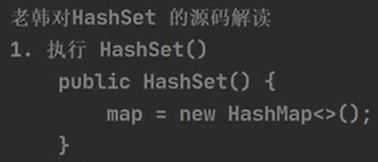 老韩对HashSet 的源码解读
1. 执行 HashSet()
    public HashSet() {
        map = new HashMap<>();
    }